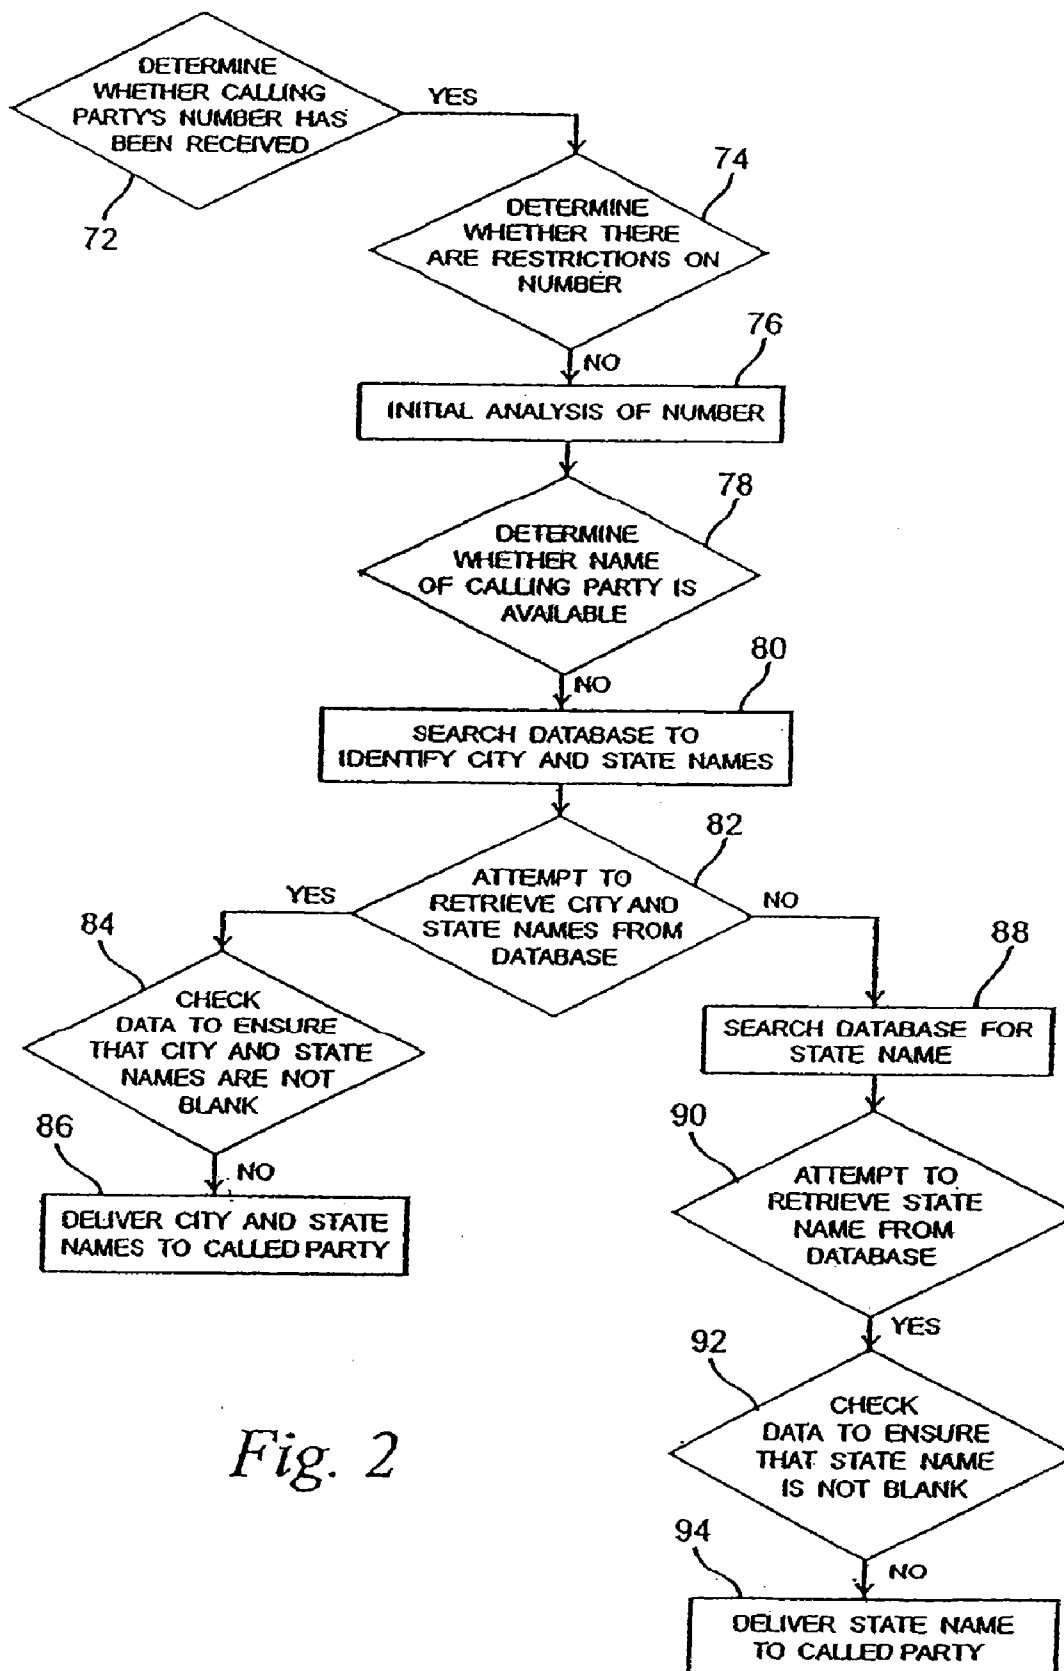 DETERMINE
WHETHER CALLING
PARTY'S NUMBER HAS
BEEN RECEIVED
YES
72
74
DETERMINE
WHETHER THERE
ARE RESTRICTIONS ON
NUMBER
NO
76
INITIAL ANALYSIS OF NUMBER
78
DETERMINE
WHETHER NAME
OF CALLING PARTY IS
AVAILABLE
NO
80
SEARCH DATABASE TO
IDENTIFY CITY AND STATE NAMES
82
ATTEMPT TO
RETRIEVE CITY AND
STATE NAMES FROM
DATABASE
YES
NO
84
CHECK
DATA TO ENSURE
THAT CITY AND STATE
NAMES ARE NOT
BLANK
NO
86
DELIVER CITY AND STATE
NAMES TO CALLED PARTY
88
SEARCH DATABASE FOR
STATE NAME
90
ATTEMPT TO
RETRIEVE STATE
NAME FROM
DATABASE
YES
92
CHECK
DATA TO ENSURE
THAT STATE NAME
IS NOT BLANK
NO
94
DELIVER STATE NAME
TO CALLED PARTY
Fig. 2